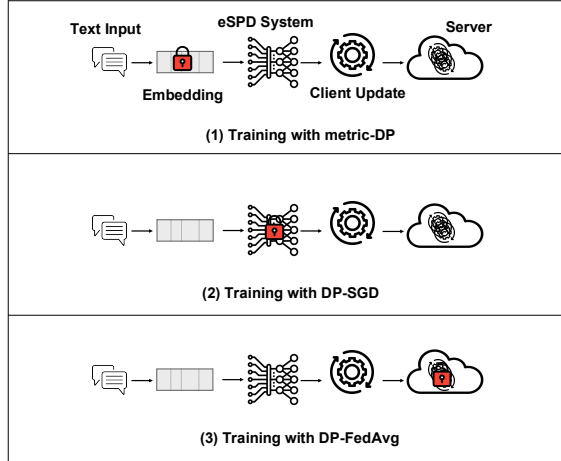 Text Input
eSPD System
Server
Embedding
Client Update
(1) Training with metric-DP
(2) Training with DP-SGD
(3) Training with DP-FedAvg